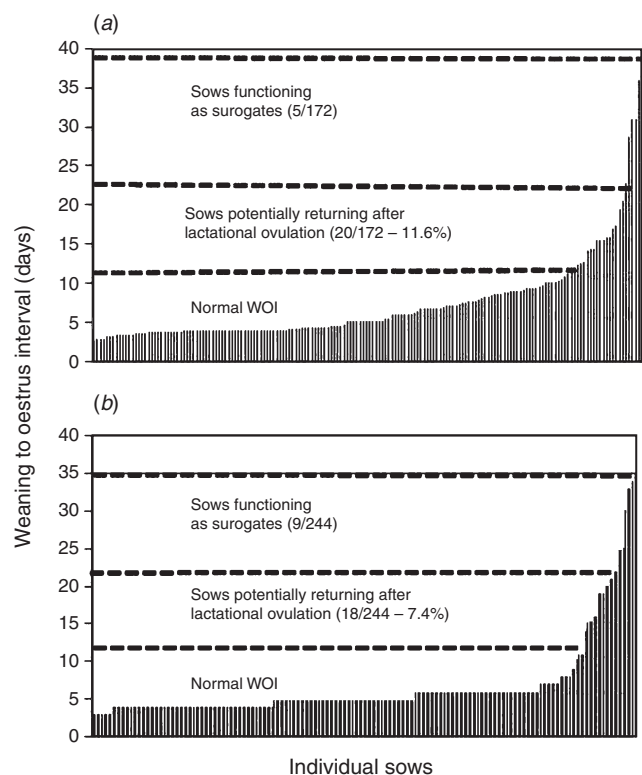 (a)
40
35
30
25
20
15
10
5
0
Sows functioning
as surogates (5/172)
Sows potentially returning after
lactational ovulation (20/172 – 11.6%)
Normal WOI
Weaning to oestrus interval (days)
(b)
40
35
30
25
20
15
10
5
0
Sows functioning
as surogates (9/244)
Sows potentially returning after
lactational ovulation (18/244 – 7.4%)
Normal WOI
Individual sows